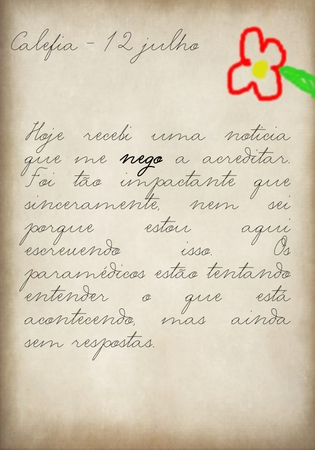 Calefia - 12 julho
Hoje recebi uma noticia
que me nego a acreditar.
Foi tão impactante que
sinceramente, nem sei
porque estou aqui
escrevendo isso. Os
paramédicos estão tentando
entender o que está
acontecendo, mas ainda
sem respostas.